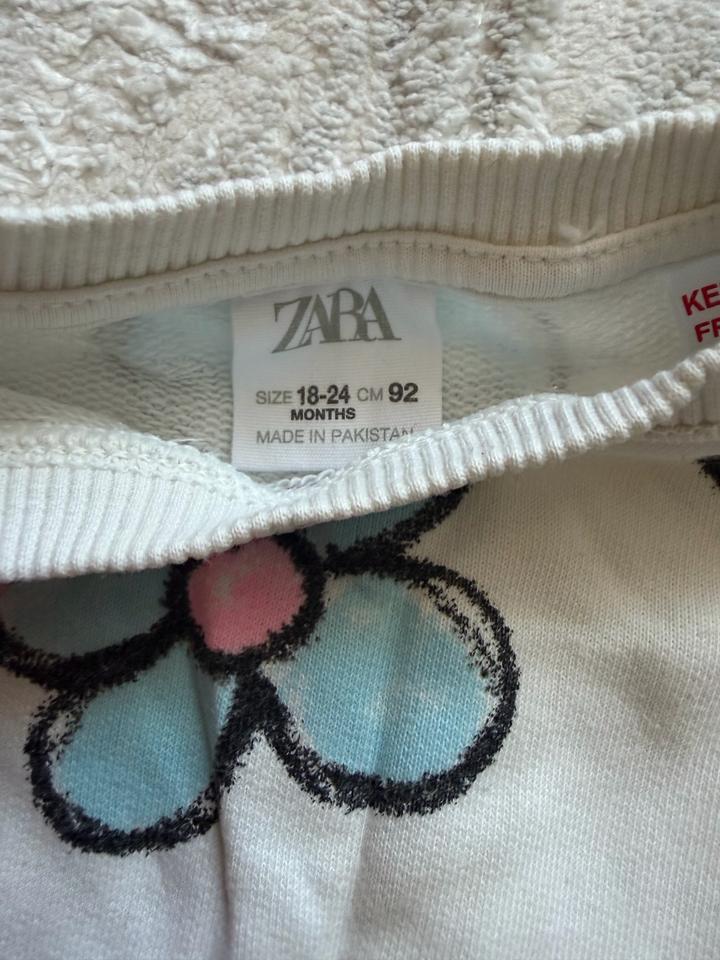 ZARA
SIZE 18-24 CM 92
MONTHS
MADE IN PAKISTAN